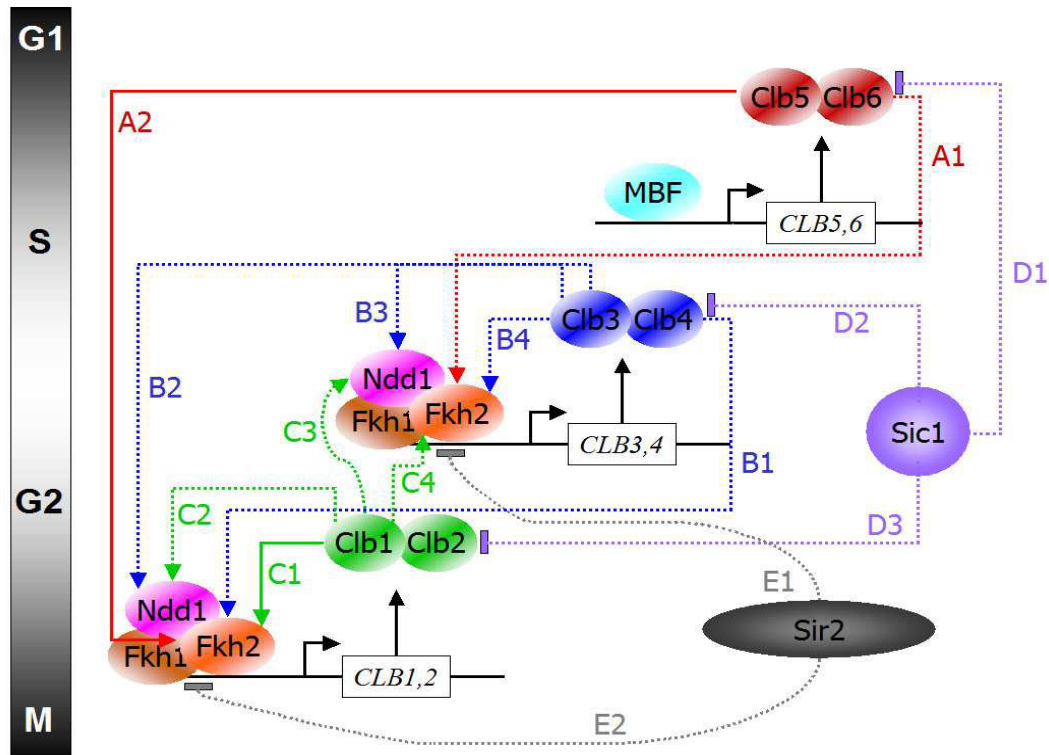 G1
Clb5 Clb6
A2
A1
MBF
CLB5,6
S
D1
Clb3 Clb4
D2
B3
B4
B2
Ndd1
Fkh1 Fkh2
Sic1
C3
CLB3,4
B1
C4
G2
C2
Clb1 Clb2
D3
C1
E1
Ndd1
Sir2
Fkh1 Fkh2
CLB1,2
M
E2